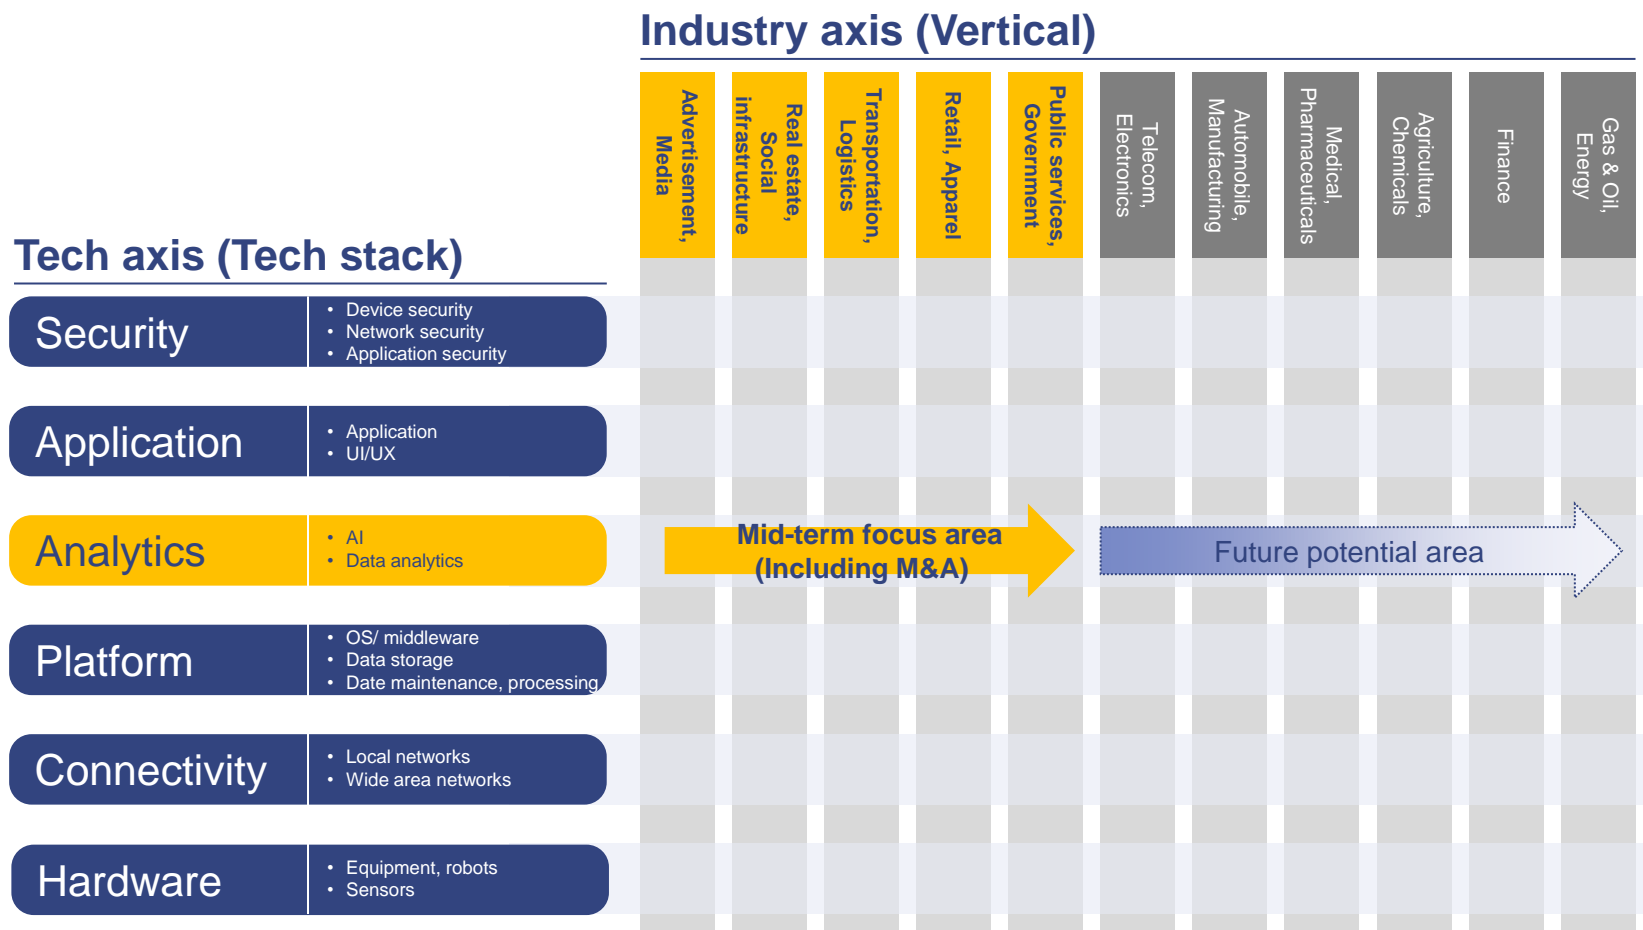 Industry axis (Vertical)
Advertisement,
Media
Real estate,
Social
infrastructure
Transportation,
Logistics
Retail, Apparel
Public services,
Government
Telecom,
Electronics
Automobile,
Manufacturing
Medical,
Pharmaceuticals
Agriculture,
Chemicals
Finance
Gas & Oil,
Energy
Tech axis (Tech stack)
Security
• Device security
• Network security
• Application security
Application
• Application
• UI/UX
Analytics
• AI
• Data analytics
Mid-term focus area
(Including M&A)
Future potential area
Platform
• OS/ middleware
• Data storage
• Date maintenance, processing
Connectivity
• Local networks
• Wide area networks
Hardware
• Equipment, robots
• Sensors